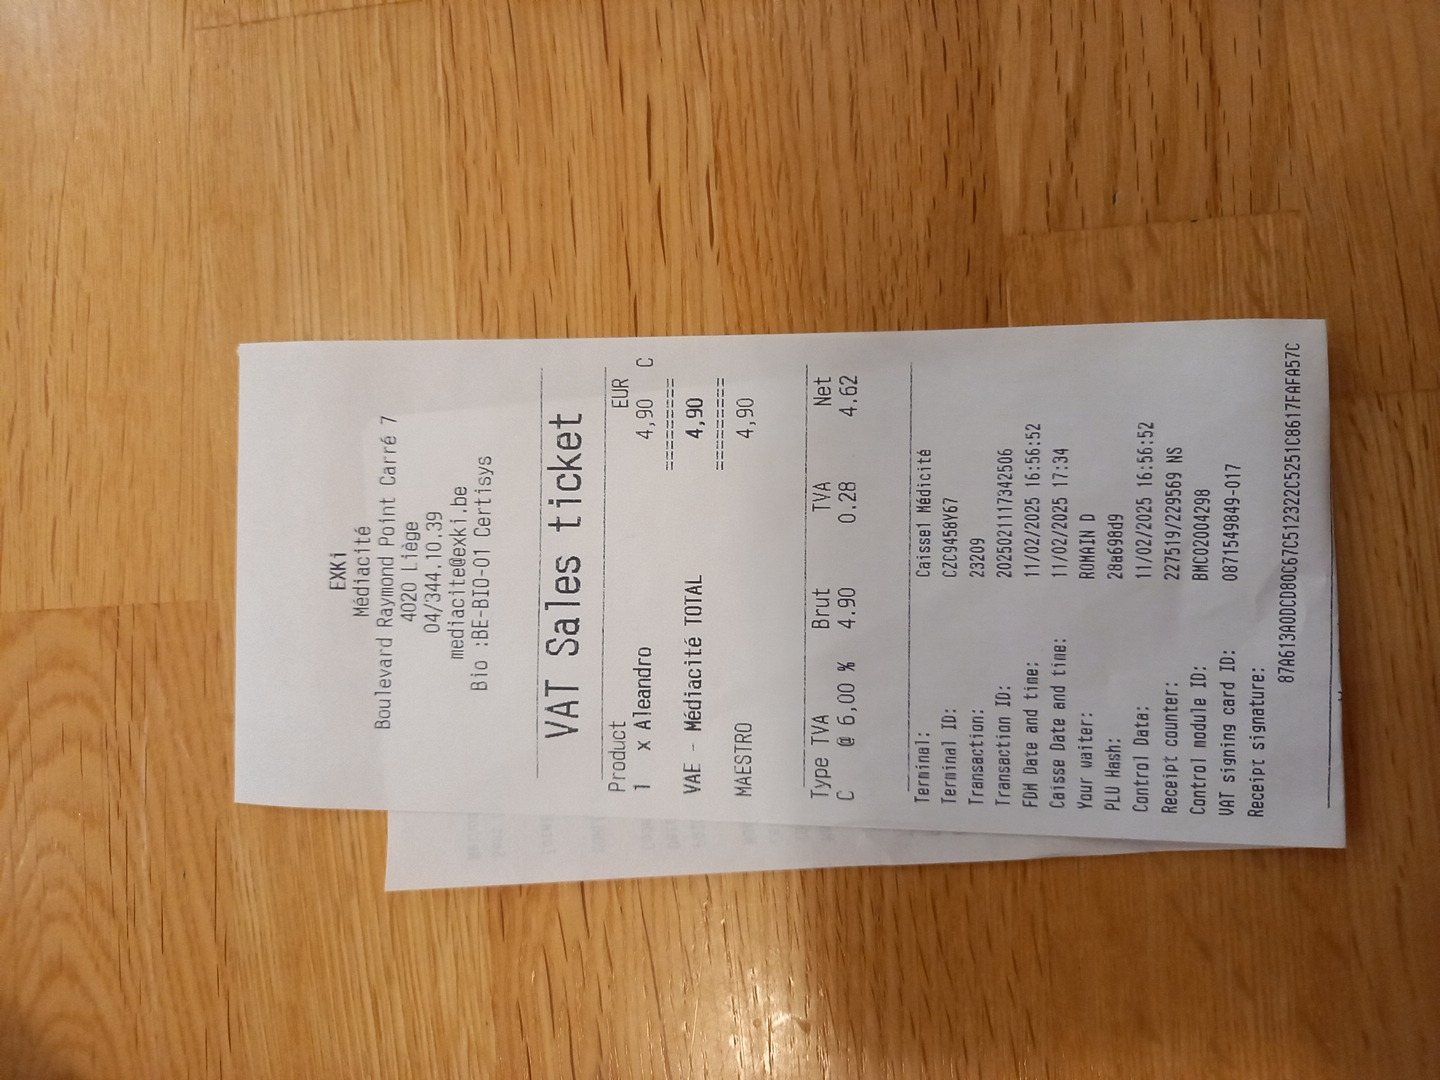 EXKi
Médiacité
Boulevard Raymond Point Carré 7
4020 Liège
04/344.10.39
mediacite@exki.be
Bio :BE-BIO-01 Certisys
VAT Sales ticket
Product EUR
1 x Aleandro 4,90 C
=========
VAE - Médiacité TOTAL 4,90
=========
MAESTRO 4,90
Type TVA Brut TVA Net
C @ 6,00 % 4.90 0.28 4.62
Terminal: Caisse1 Médicité
Terminal ID: CZC9458Y67
Transaction: 23209
Transaction ID: 2025021117342506
FDM Date and time: 11/02/2025 16:56:52
Caisse Date and time: 11/02/2025 17:34
Your waiter: ROMAIN D
PLU Hash: 28a698d9
Control Data: 11/02/2025 16:56:52
Receipt counter: 227519/229569 NS
Control module ID: BMC02004298
VAT signing card ID: 0871549849-017
Receipt signature:
87A613A0DCD80C67C512322C5251C8617FAFA57C